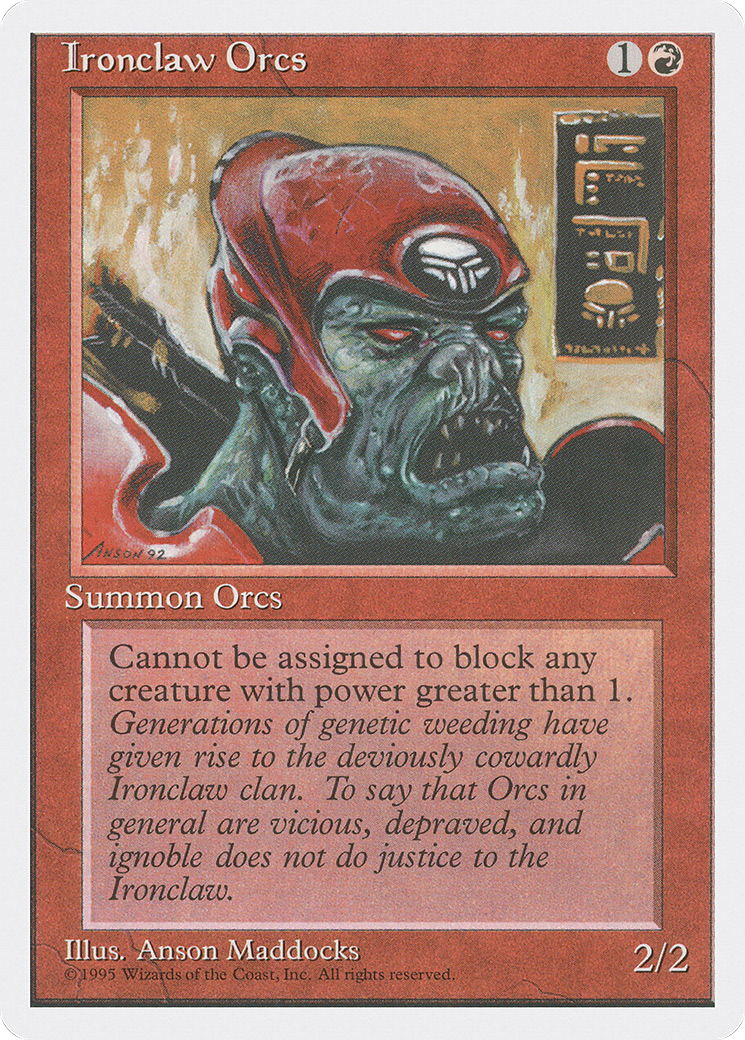 Ironclaw Orcs
1
ANSON 92
Summon Orcs
Cannot be assigned to block any
creature with power greater than 1.
Generations of genetic weeding have
given rise to the deviously cowardly
Ironclaw clan.  To say that Orcs in
general are vicious, depraved, and
ignoble does not do justice to the
Ironclaw.
Illus. Anson Maddocks
2/2
©1995 Wizards of the Coast, Inc. All rights reserved.